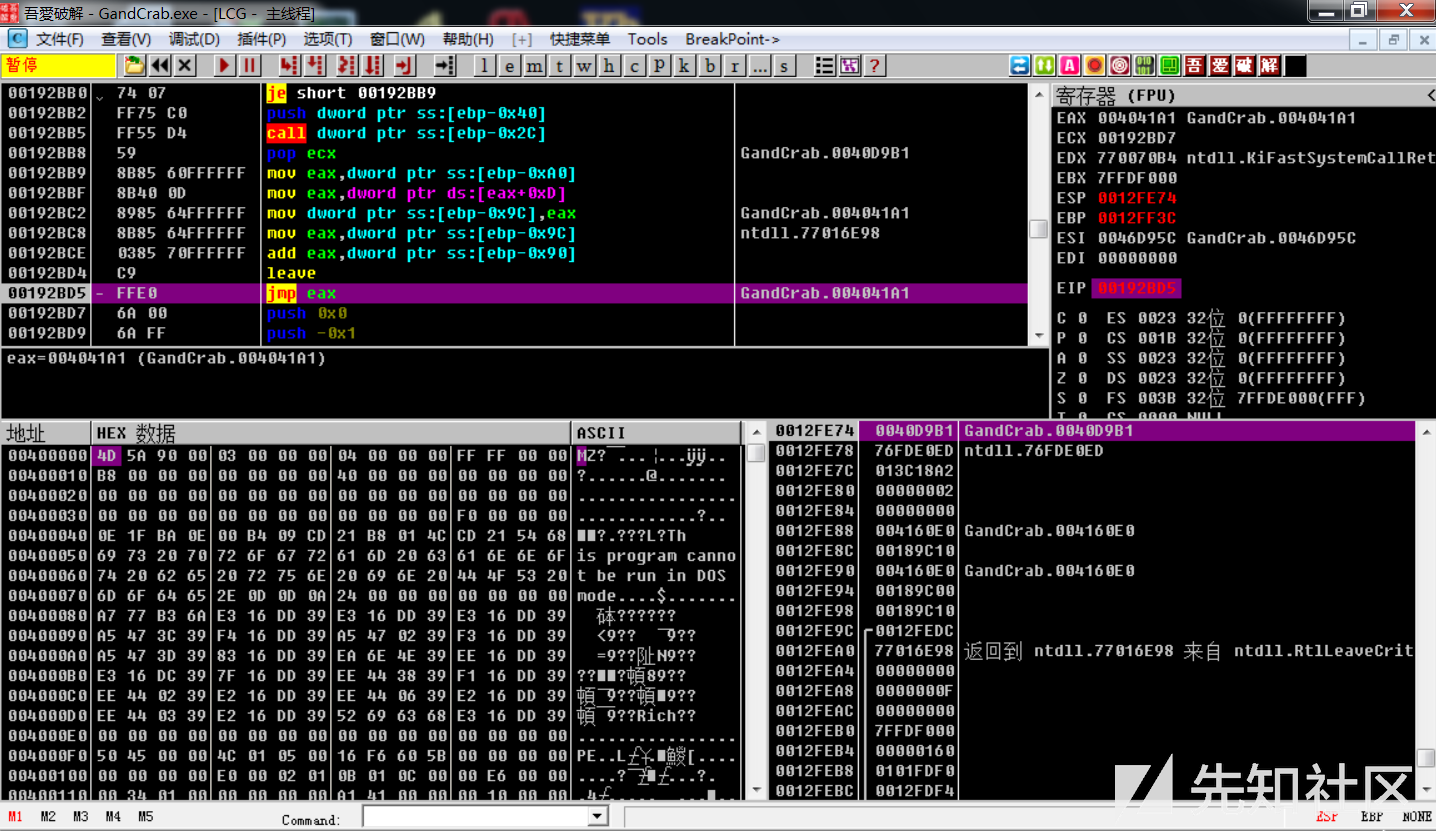 吾愛破解 - GandCrab.exe - [LCG - 主线程]
文件(F) 查看(V) 调试(D) 插件(P) 选项(T) 窗口(W) 帮助(H) [+] 快捷菜单 Tools BreakPoint->
暂停 l e m t w h c P k b r ... s ? 吾 爱 破 解
00192BB0 74 07 je short 00192BB9
00192BB2 FF75 C0 push dword ptr ss:[ebp-0x40]
00192BB5 FF55 D4 call dword ptr ss:[ebp-0x2C]
00192BB8 59 pop ecx GandCrab.0040D9B1
00192BB9 8B85 60FFFFFF mov eax,dword ptr ss:[ebp-0xA0]
00192BBF 8B40 0D mov eax,dword ptr ds:[eax+0xD]
00192BC2 8985 64FFFFFF mov dword ptr ss:[ebp-0x9C],eax GandCrab.004041A1
00192BC8 8B85 64FFFFFF mov eax,dword ptr ss:[ebp-0x9C] ntdll.77016E98
00192BCE 0385 70FFFFFF add eax,dword ptr ss:[ebp-0x90]
00192BD4 C9 leave
00192BD5 - FFE0 jmp eax GandCrab.004041A1
00192BD7 6A 00 push 0x0
00192BD9 6A FF push -0x1
eax=004041A1 (GandCrab.004041A1)
寄存器 (FPU) <
EAX 004041A1 GandCrab.004041A1
ECX 00192BD7
EDX 770070B4 ntdll.KiFastSystemCallRet
EBX 7FFDF000
ESP 0012FE74
EBP 0012FF3C
ESI 0046D95C GandCrab.0046D95C
EDI 00000000
EIP 00192BD5
C 0 ES 0023 32位 0(FFFFFFFF)
P 0 CS 001B 32位 0(FFFFFFFF)
A 0 SS 0023 32位 0(FFFFFFFF)
Z 0 DS 0023 32位 0(FFFFFFFF)
S 0 FS 003B 32位 7FFDE000(FFF)
T 0 GS 0000 NULL
地址 HEX 数据 ASCII
00400000 4D 5A 90 00 03 00 00 00 04 00 00 00 FF FF 00 00 MZ?
00400010 B8 00 00 00 00 00 00 00 40 00 00 00 00 00 00 00 ?.......@.......
00400020 00 00 00 00 00 00 00 00 00 00 00 00 00 00 00 00 ................
00400030 00 00 00 00 00 00 00 00 00 00 00 00 F0 00 00 00 ............?..
00400040 0E 1F BA 0E 00 B4 09 CD 21 B8 01 4C CD 21 54 68 ?.???L?Th
00400050 69 73 20 70 72 6F 67 72 61 6D 20 63 61 6E 6E 6F is program canno
00400060 74 20 62 65 20 72 75 6E 20 69 6E 20 44 4F 53 20 t be run in DOS
00400070 6D 6F 64 65 2E 0D 0D 0A 24 00 00 00 00 00 00 00 mode....$.......
00400080 A7 77 B3 6A E3 16 DD 39 E3 16 DD 39 E3 16 DD 39
00400090 A5 47 3C 39 F4 16 DD 39 A5 47 02 39 F3 16 DD 39 <9?? 9??
004000A0 A5 47 3D 39 83 16 DD 39 EA 6E 4E 39 EE 16 DD 39 =9??阯N9??
004000B0 E3 16 DC 39 7F 16 DD 39 EE 44 38 39 F1 16 DD 39
004000C0 EE 44 02 39 E2 16 DD 39 EE 44 06 39 E2 16 DD 39
004000D0 EE 44 03 39 E2 16 DD 39 52 69 63 68 E3 16 DD 39 9??Rich??
004000E0 00 00 00 00 00 00 00 00 00 00 00 00 00 00 00 00 ................
004000F0 50 45 00 00 4C 01 05 00 16 F6 60 5B 00 00 00 00 PE..L
00400100 00 00 00 00 E0 00 02 01 0B 01 0C 00 00 E6 00 00
00400110 00 34 01 00 00 00 00 00 A1 41 00 00 00 10 00 00
0012FE74 0040D9B1 GandCrab.0040D9B1
0012FE78 76FDE0ED ntdll.76FDE0ED
0012FE7C 013C18A2
0012FE80 00000002
0012FE84 00000000
0012FE88 004160E0 GandCrab.004160E0
0012FE8C 00189C10
0012FE90 004160E0 GandCrab.004160E0
0012FE94 00189C00
0012FE98 00189C10
0012FE9C 0012FEDC
0012FEA0 77016E98 返回到 ntdll.77016E98 来自 ntdll.RtlLeaveCrit
0012FEA4 00000000
0012FEA8 0000000F
0012FEAC 00000000
0012FEB0 7FFDF000
0012FEB4 00000160
0012FEB8 0101FDF0
0012FEBC 0012FDF4
先知社区
M1 M2 M3 M4 M5 Command: ESP EBP NONE